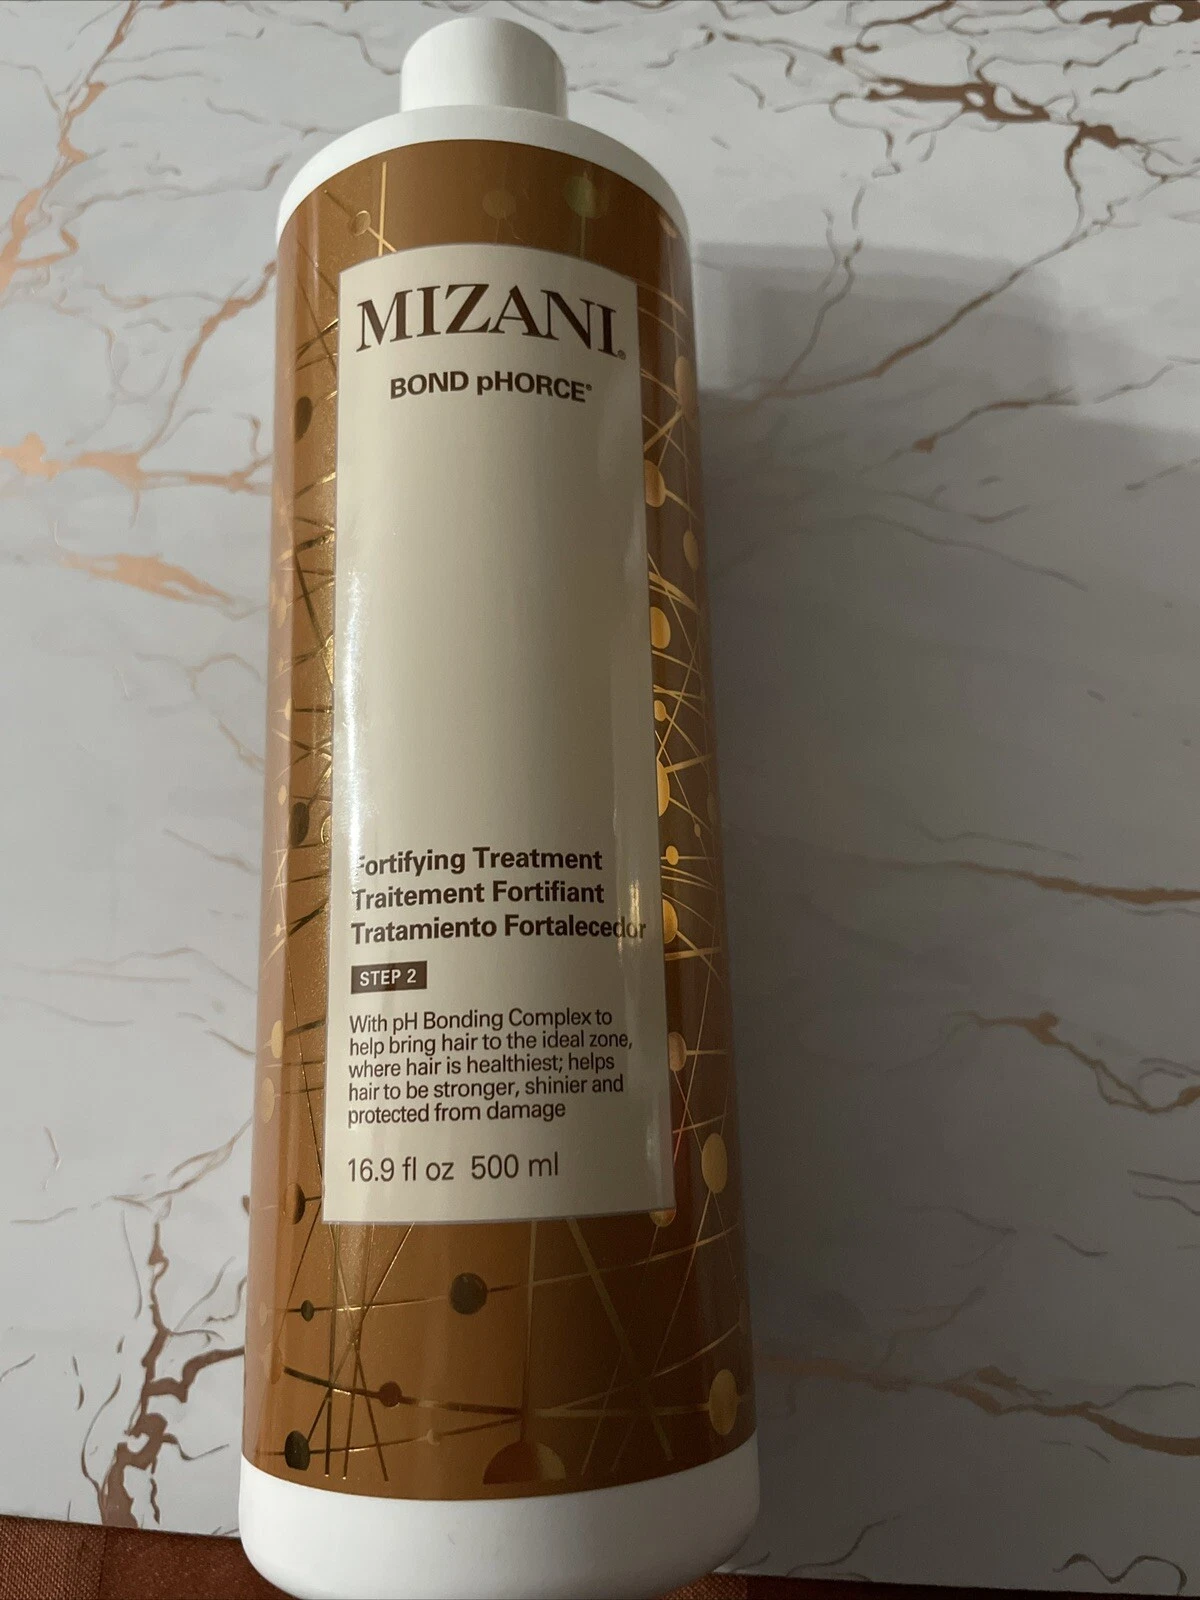 MIZANI®
BOND pHORCE®
Fortifying Treatment
Traitement Fortifiant
Tratamiento Fortalecedor
STEP 2
With pH Bonding Complex to
help bring hair to the ideal zone,
where hair is healthiest; helps
hair to be stronger, shinier and
protected from damage
16.9 fl oz 500 ml